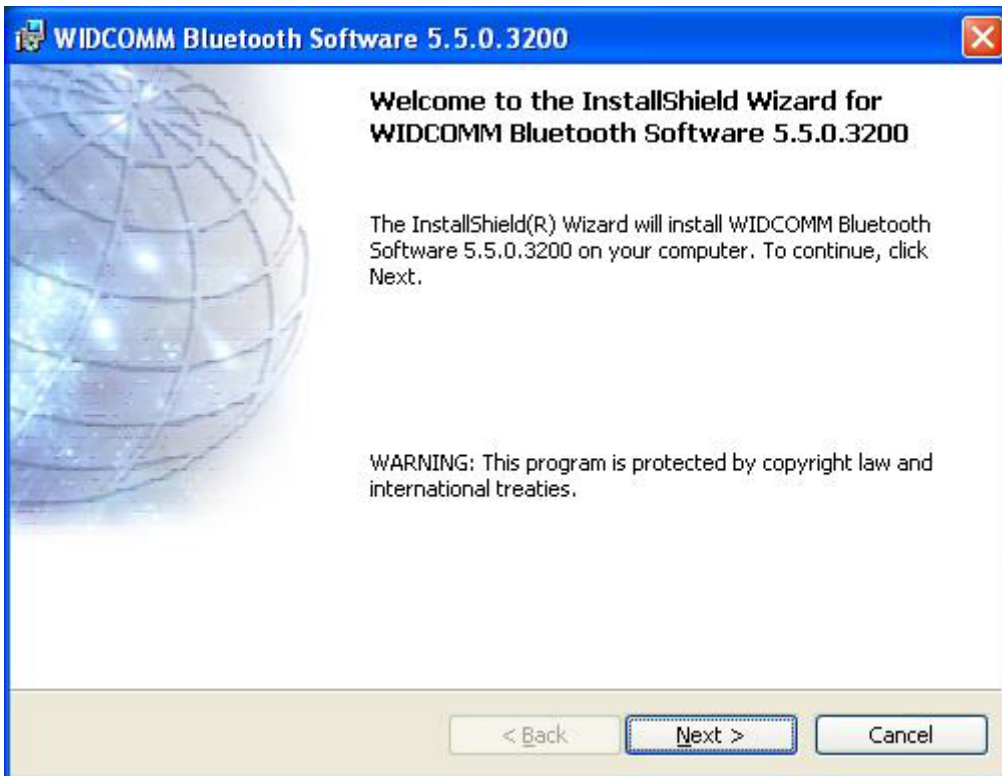 WIDCOMM Bluetooth Software 5.5.0.3200
Welcome to the InstallShield Wizard for
WIDCOMM Bluetooth Software 5.5.0.3200
The InstallShield(R) Wizard will install WIDCOMM Bluetooth
Software 5.5.0.3200 on your computer. To continue, click
Next.
WARNING: This program is protected by copyright law and
international treaties.
< Back
Next >
Cancel